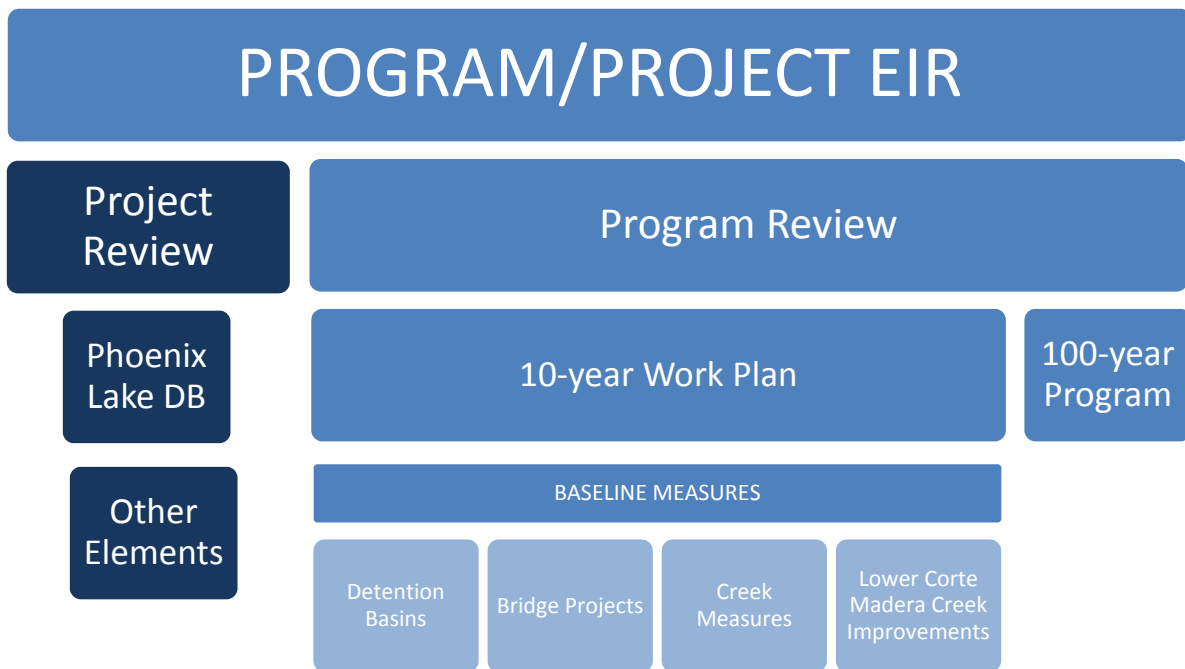 PROGRAM/PROJECT EIR
Project
Review
Program Review
Phoenix
Lake DB
10-year Work Plan
100-year
Program
Other
Elements
BASELINE MEASURES
Detention
Basins
Bridge Projects
Creek
Measures
Lower Corte
Madera Creek
Improvements